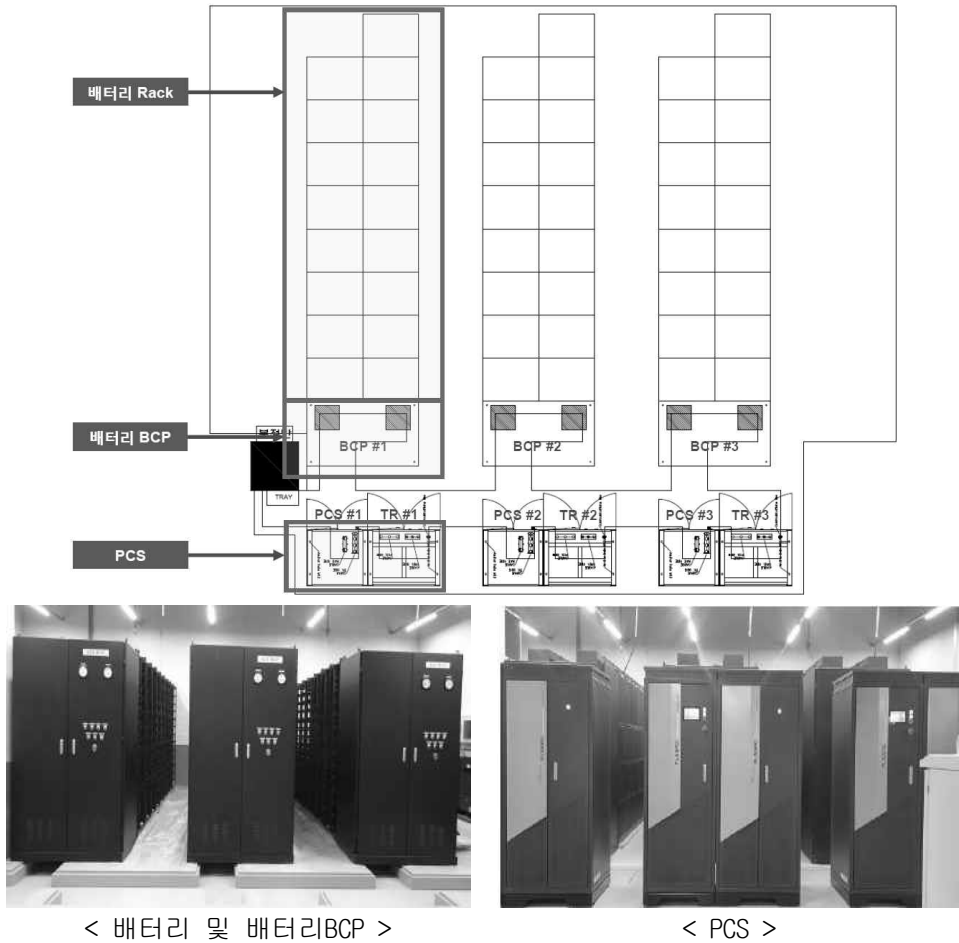 배터리 Rack
배터리 BCP
BCP #1
BCP #2
BCP #3
TRAY
PCS #1
TR #1
PCS #2
TR #2
PCS #3
TR #3
PCS
< 배터리 및 배터리BCP >
< PCS >